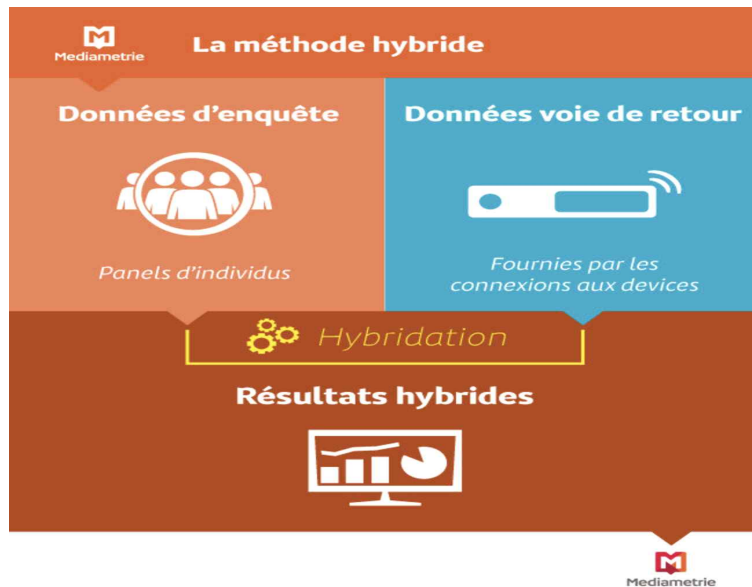 Mediametrie
La méthode hybride
Données d'enquête
Données voie de retour
Panels d'individus
Fournies par les
connexions aux devices
Hybridation
Résultats hybrides
Mediametrie